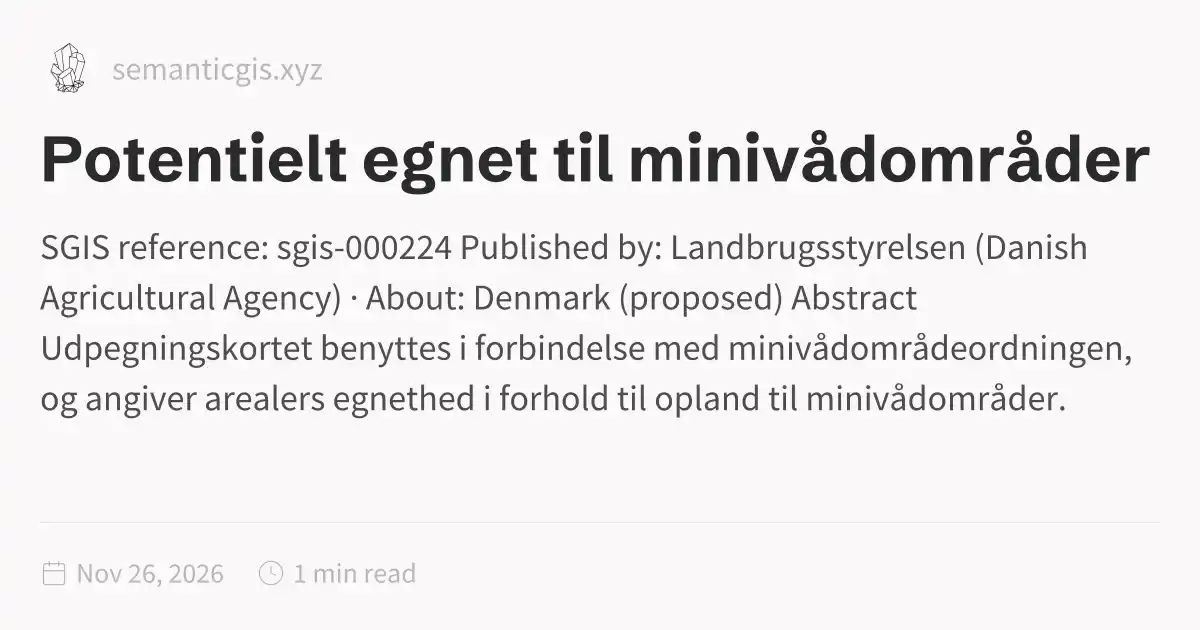 semanticgis.xyz
Potentielt egnet til minivådområder
SGIS reference: sgis-000224 Published by: Landbrugsstyrelsen (Danish
Agricultural Agency) · About: Denmark (proposed) Abstract
Udpegningskortet benyttes i forbindelse med minivådområdeordningen,
og angiver arealers egnethed i forhold til opland til minivådområder.
Nov 26, 2026 1 min read